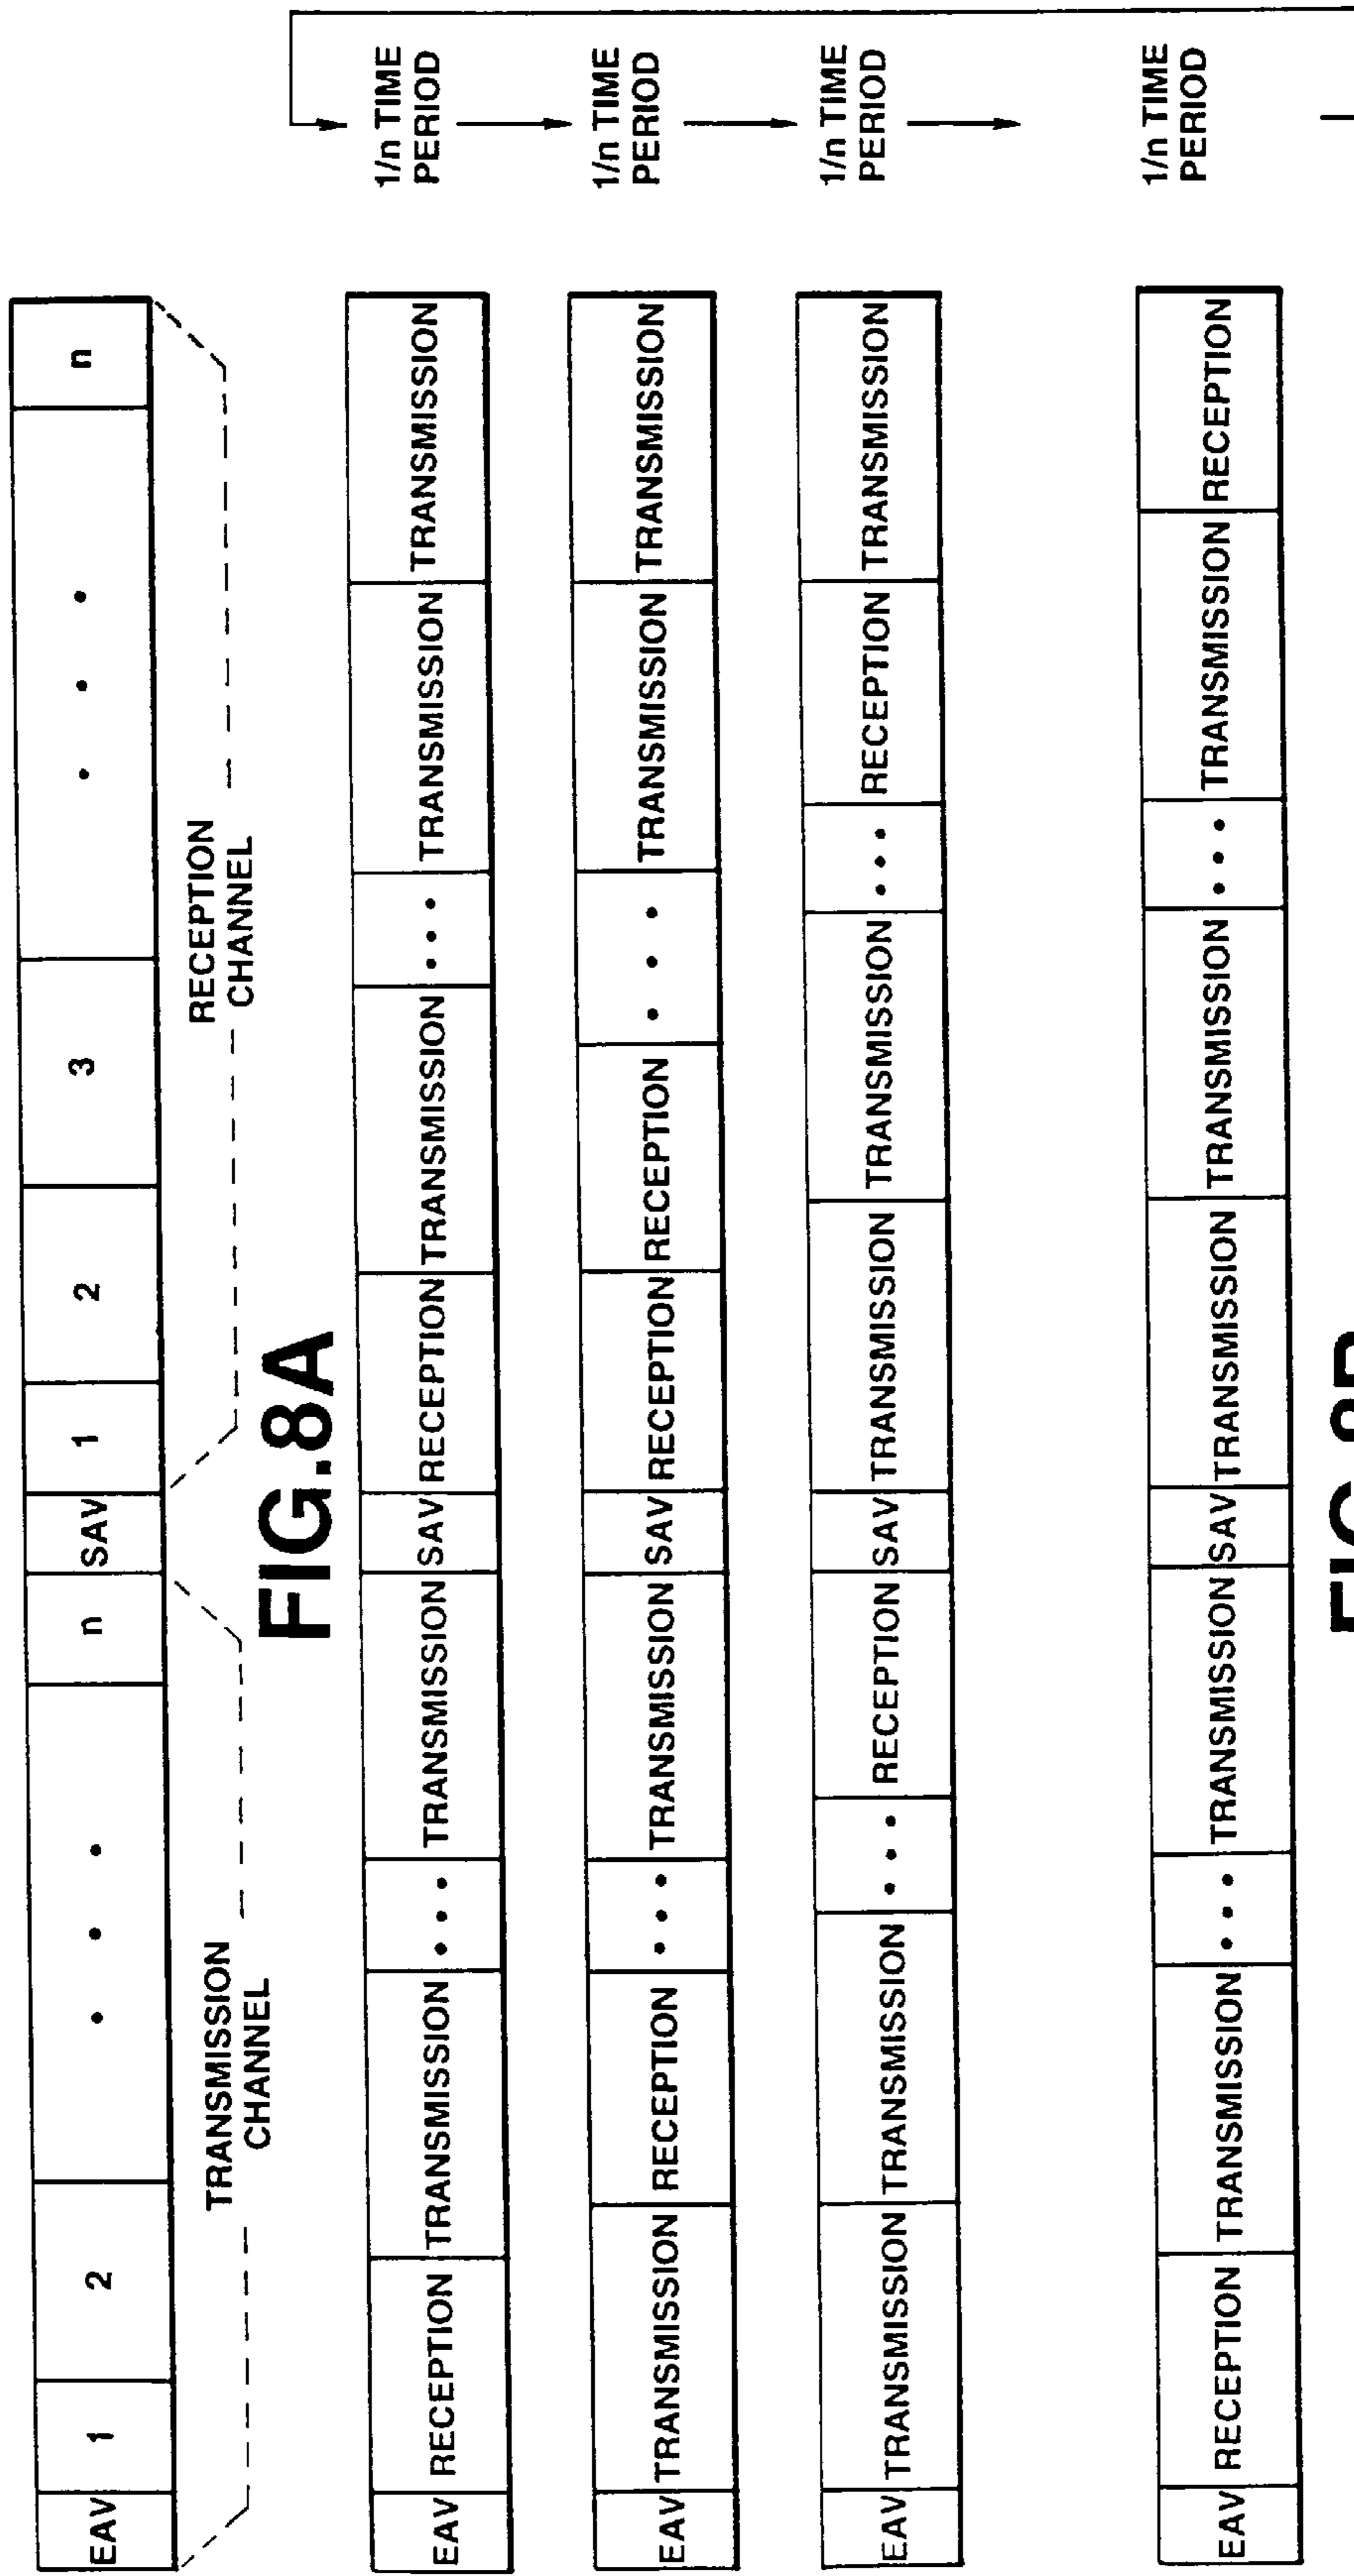 EAV 1 2 • • • n SAV 1 2 3 • • • n
TRANSMISSION
CHANNEL
RECEPTION
CHANNEL
FIG.8A
EAV RECEPTION TRANSMISSION • • • TRANSMISSION SAV RECEPTION TRANSMISSION • • • TRANSMISSION TRANSMISSION
1/n TIME
PERIOD
EAV TRANSMISSION RECEPTION • • • TRANSMISSION SAV RECEPTION RECEPTION • • • TRANSMISSION TRANSMISSION
1/n TIME
PERIOD
EAV TRANSMISSION TRANSMISSION • • • RECEPTION SAV TRANSMISSION TRANSMISSION • • • RECEPTION TRANSMISSION
1/n TIME
PERIOD
EAV RECEPTION TRANSMISSION • • • TRANSMISSION SAV TRANSMISSION TRANSMISSION • • • TRANSMISSION RECEPTION
1/n TIME
PERIOD